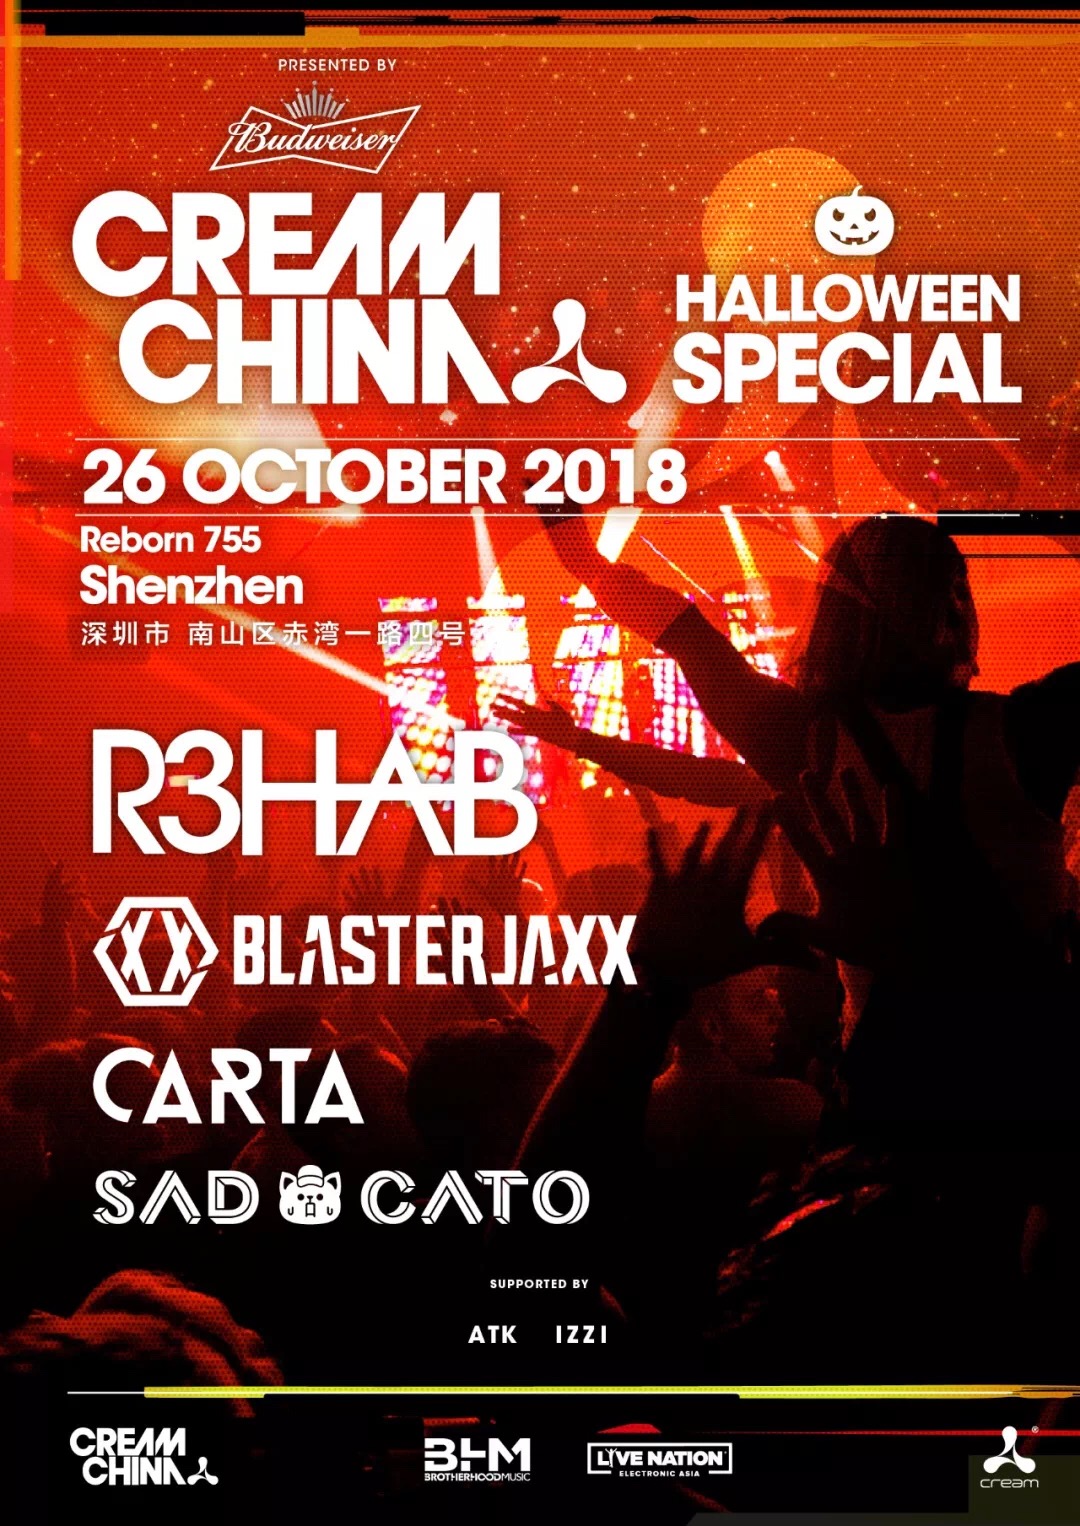 PRESENTED BY
Budweiser
CREAM
CHINA
HALLOWEEN
SPECIAL
26 OCTOBER 2018
Reborn 755
Shenzhen
深圳市 南山区赤湾一路四号
R3HAB
XX BLASTERJAXX
CARTA
SAD CATO
SUPPORTED BY
ATK IZZI
CREAM
CHINA
BHM
BROTHERHOODMUSIC
LIVE NATION
ELECTRONIC ASIA
cream®